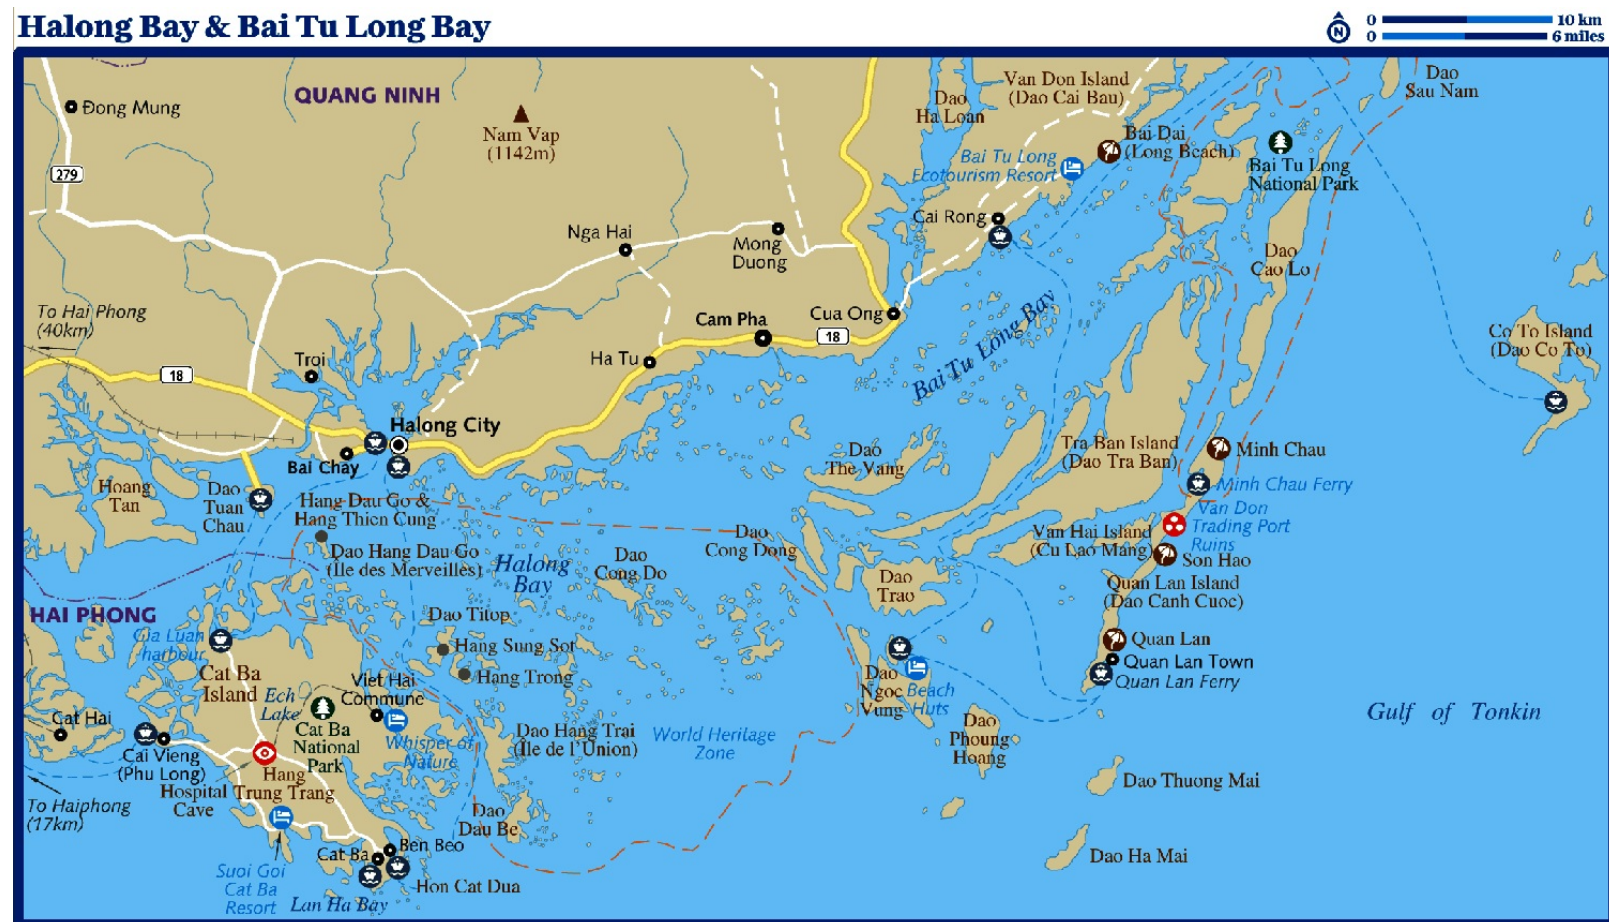 Halong Bay & Bai Tu Long Bay
N
0 10 km
0 6 miles
Dong Mung
QUANG NINH
Nam Vap
(1142m)
Dao
Ha Loan
Van Don Island
(Dao Cai Bau)
Dao
Sau Nam
Bai Dai
(Long Beach)
Bai Tu Long
Ecotourism Resort
Bai Tu Long
National Park
279
Cai Rong
Nga Hai
Mong
Duong
Dao
Cao Lo
To Hai Phong
(40km)
Cam Pha
Cua Ong
18
Bai Tu Long Bay
Co To Island
(Dao Co To)
Troi
Ha Tu
18
Halong City
Bai Chay
Dao
The Vang
Tra Ban Island
(Dao Tra Ban)
Minh Chau
Minh Chau Ferry
Hoang
Tan
Dao
Tuan
Chau
Hang Dau Go &
Hang Thien Cung
Van Don
Trading Port
Ruins
Dao
Cong Dong
Van Hai Island
(Cu Lao Mang)
Son Hao
Dao Hang Dau Go
(Ile des Merveilles)
Halong
Bay
Dao
Cong Do
Dao
Trao
Quan Lan Island
(Dao Canh Cuoc)
HAI PHONG
Gia Luan
harbour
Dao Titop
Hang Sung Sot
Hang Trong
Quan Lan
Quan Lan Town
Quan Lan Ferry
Cat Ba
Island
Ech
Lake
Viet Hai
Commune
Dao
Ngoc
Vung
Beach
Huts
Cat Hai
Cat Ba
National
Park
Whisper of
Nature
Dao Hang Trai
(Île de l'Union)
World Heritage
Zone
Dao
Phoung
Hoang
Gulf of Tonkin
Cai Vieng
(Phu Long)
Hospital
Cave
Hang
Trung Trang
Dao Thuong Mai
To Haiphong
(17km)
Dao
Dau Be
Cat Ba
Ben Beo
Dao Ha Mai
Suoi Goi
Cat Ba
Resort
Hon Cat Dua
Lan Ha Bay